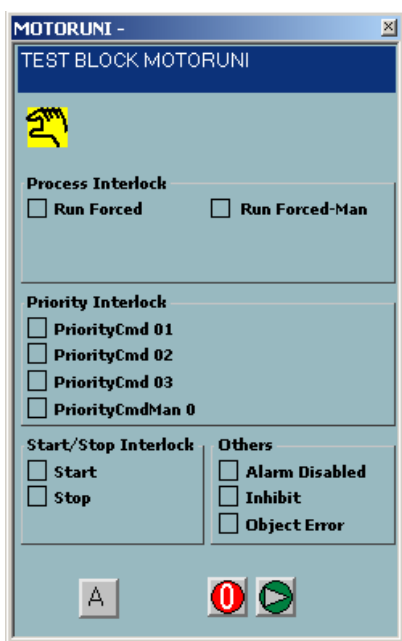 MOTORUNI -
TEST BLOCK MOTORUNI
Process Interlock
Run Forced Run Forced-Man
Priority Interlock
PriorityCmd 01
PriorityCmd 02
PriorityCmd 03
PriorityCmdMan 0
Start/Stop Interlock Others
Start Alarm Disabled
Stop Inhibit
Object Error
A 0